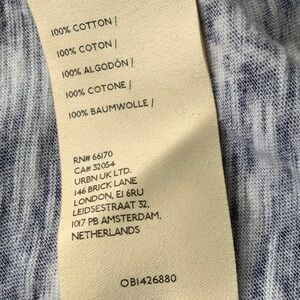 100% COTTON /
100% COTON /
100% ALGODÓN /
100% COTONE /
100% BAUMWOLLE /
RN# 66170
CA# 32054
URBN UK LTD.
146 BRICK LANE
LONDON, E1 6RU
LEIDSESTRAAT 32,
1017 PB AMSTERDAM,
NETHERLANDS
OB1426880